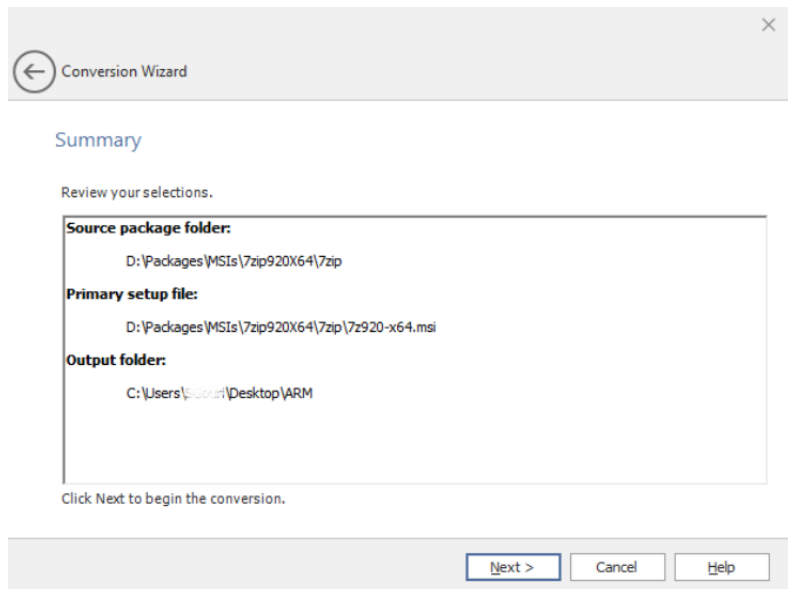 Conversion Wizard
Summary
Review your selections.
Source package folder:
D:\Packages\MSIs\7zip920X64\7zip
Primary setup file:
D:\Packages\MSIs\7zip920X64\7zip\7z920-x64.msi
Output folder:
C:\Users\ \Desktop\ARM
Click Next to begin the conversion.
Next > Cancel Help